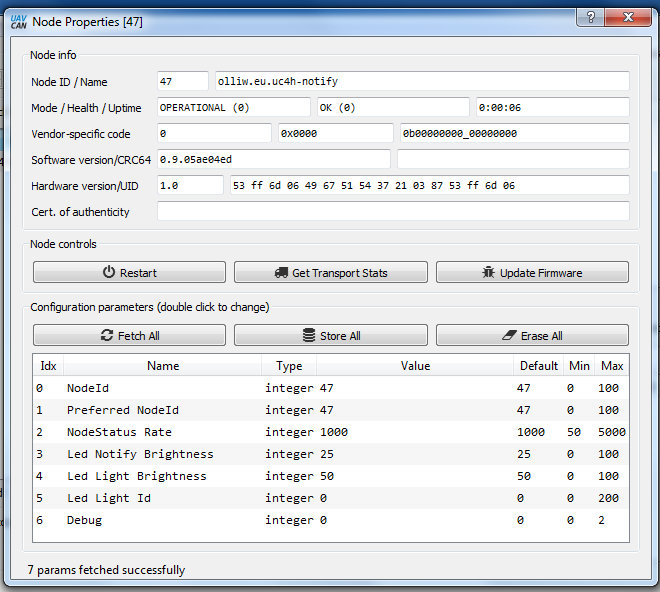 UAV CAN Node Properties [47] ?
Node info
Node ID / Name 47 olliw.eu.uc4h-notify
Mode / Health / Uptime OPERATIONAL (0) OK (0) 0:00:06
Vendor-specific code 0 0x0000 0b00000000_00000000
Software version/CRC64 0.9.05ae04ed
Hardware version/UID 1.0 53 ff 6d 06 49 67 51 54 37 21 03 87 53 ff 6d 06
Cert. of authenticity
Node controls
Restart Get Transport Stats Update Firmware
Configuration parameters (double click to change)
Fetch All Store All Erase All
Idx Name Type Value Default Min Max
0 NodeId integer 47 47 0 100
1 Preferred NodeId integer 47 47 0 100
2 NodeStatus Rate integer 1000 1000 50 5000
3 Led Notify Brightness integer 25 25 0 100
4 Led Light Brightness integer 50 50 0 100
5 Led Light Id integer 0 0 0 200
6 Debug integer 0 0 0 2
7 params fetched successfully